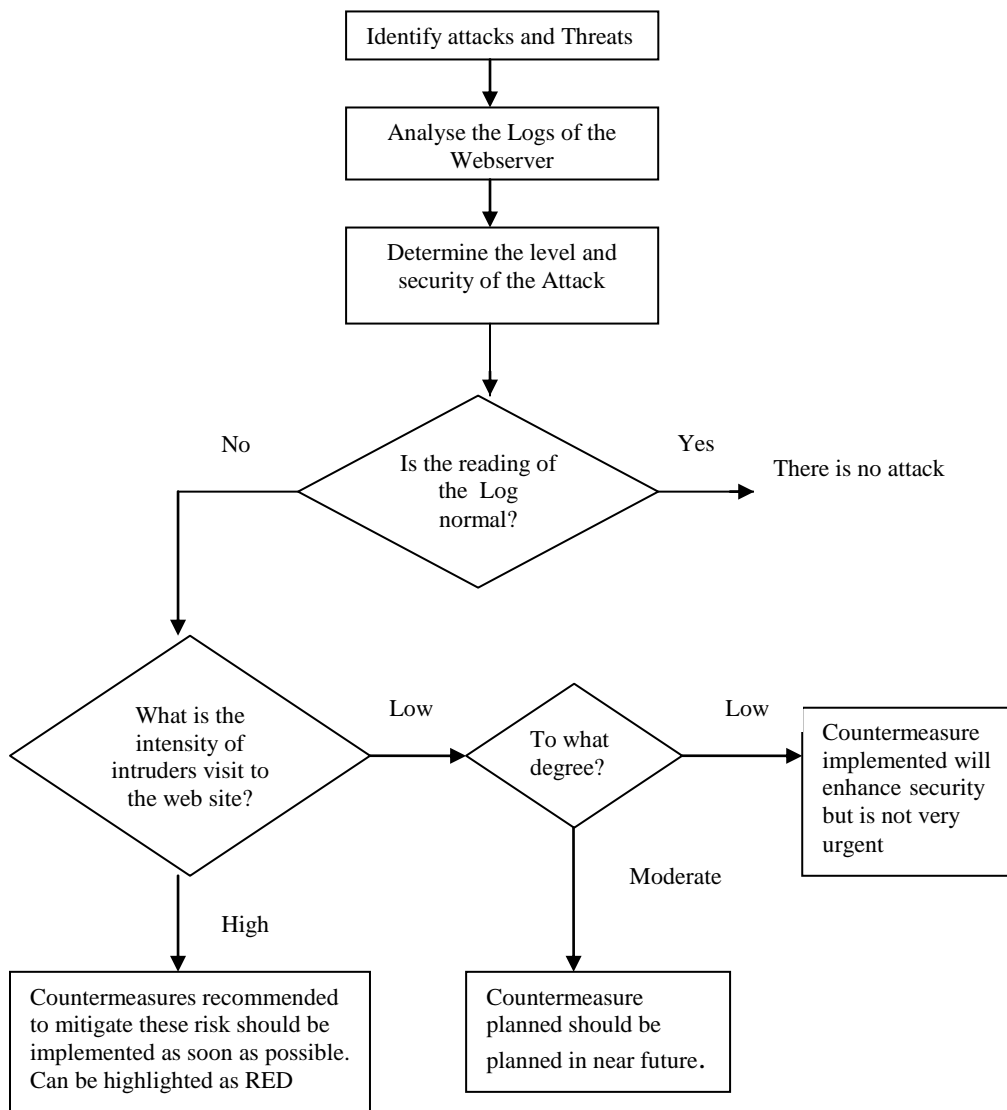 Identify attacks and Threats
Analyse the Logs of the
Webserver
Determine the level and
security of the Attack
No
Yes
Is the reading of
the Log
normal?
There is no attack
What is the
intensity of
intruders visit to
the web site?
Low
To what
degree?
Low
Countermeasure
implemented will
enhance security
but is not very
urgent
Moderate
High
Countermeasures recommended
to mitigate these risk should be
implemented as soon as possible.
Can be highlighted as RED
Countermeasure
planned should be
planned in near future.